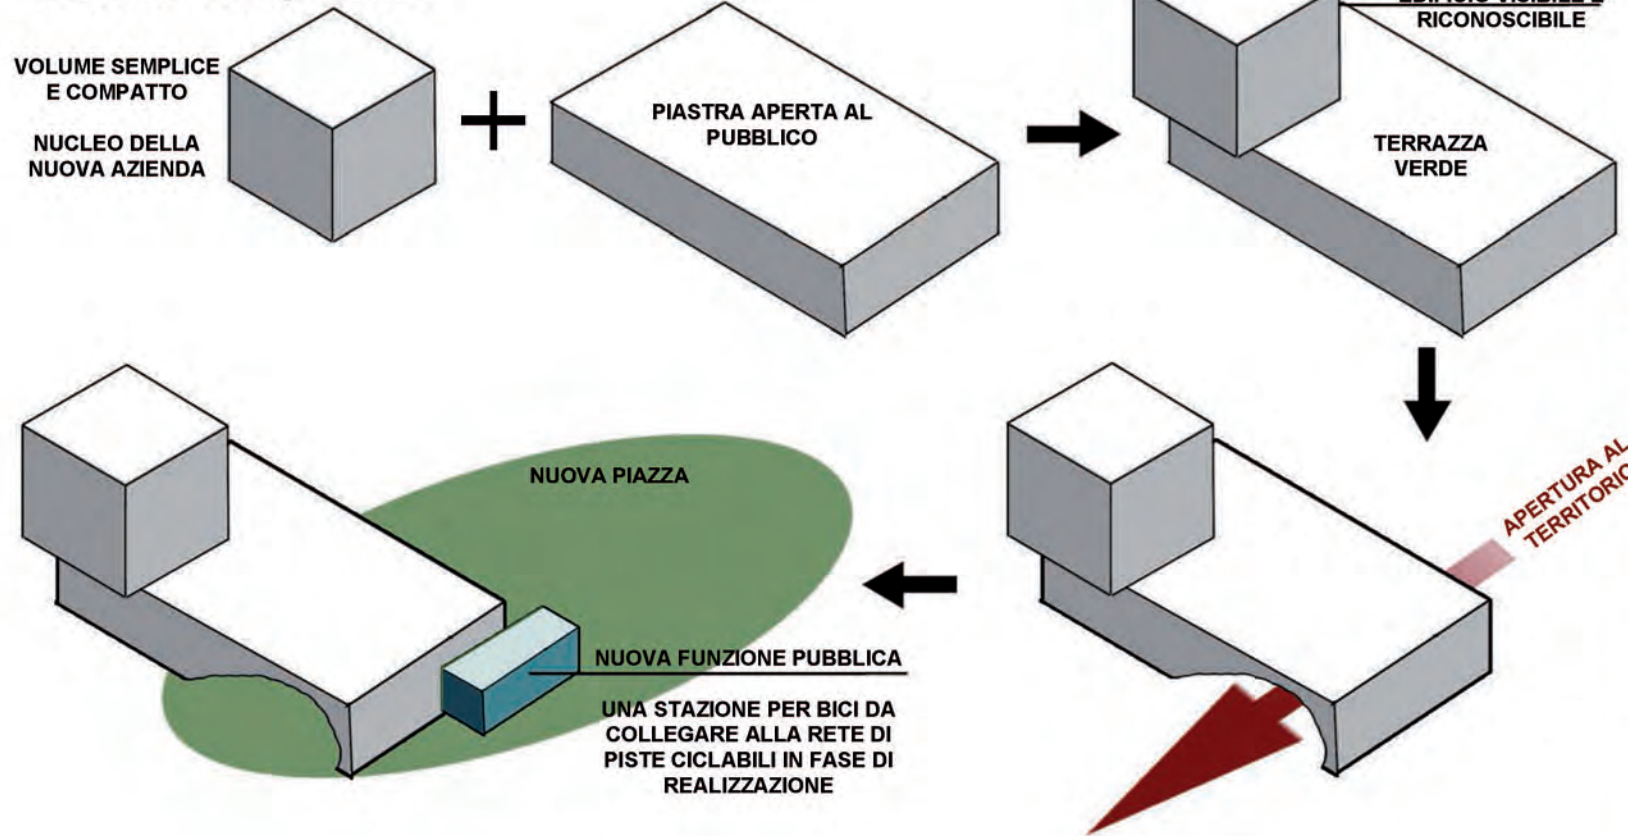 VOLUME SEMPLICE
E COMPATTO
NUCLEO DELLA
NUOVA AZIENDA
PIASTRA APERTA AL
PUBBLICO
RICONOSCIBILE
TERRAZZA
VERDE
APERTURA AL
TERRITORIO
NUOVA PIAZZA
NUOVA FUNZIONE PUBBLICA
UNA STAZIONE PER BICI DA
COLLEGARE ALLA RETE DI
PISTE CICLABILI IN FASE DI
REALIZZAZIONE